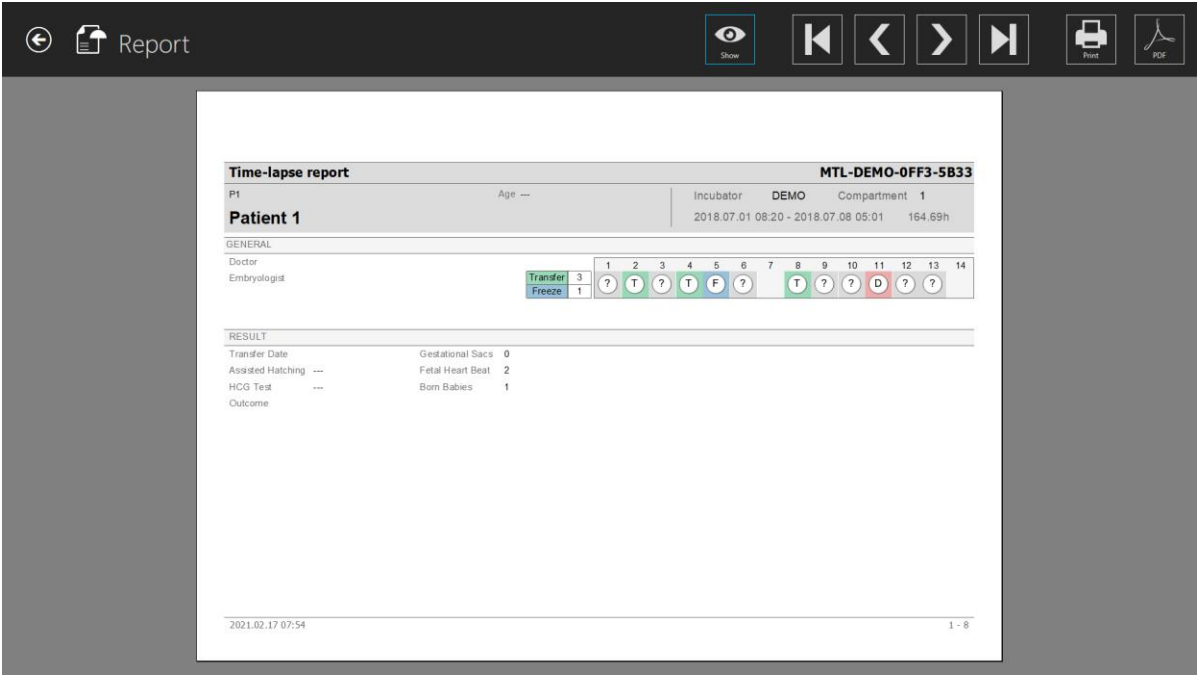 Report
Show
Print
PDF
Time-lapse report MTL-DEMO-0FF3-5B33
P1 Age --- Incubator DEMO Compartment 1
Patient 1 2018.07.01 08:20 - 2018.07.08 05:01 164.69h
GENERAL
Doctor
Embryologist
Transfer 3
Freeze 1
1 2 3 4 5 6 7 8 9 10 11 12 13 14
? T ? T F ? T ? ? D ? ?
RESULT
Transfer Date Gestational Sacs 0
Assisted Hatching --- Fetal Heart Beat 2
HCG Test --- Born Babies 1
Outcome
2021.02.17 07:54 1 - 8